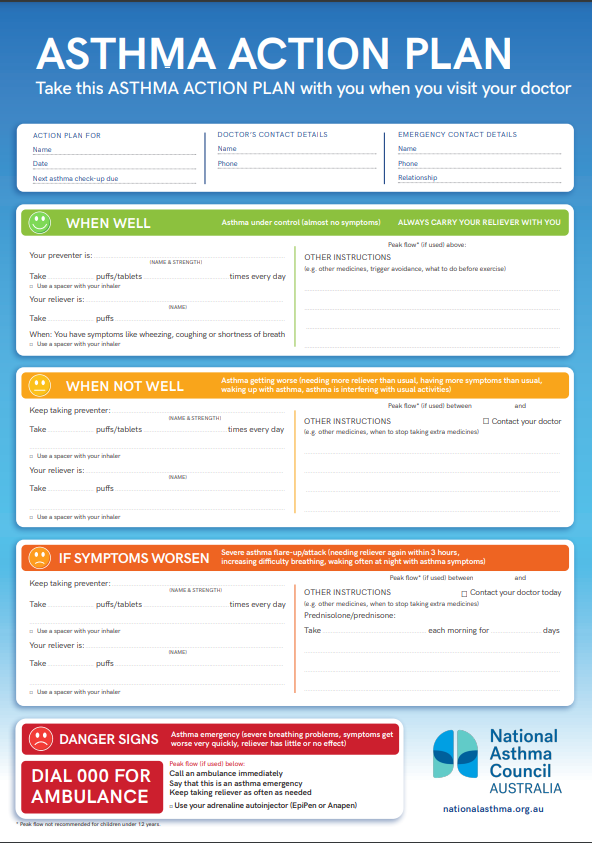 ASTHMA ACTION PLAN
Take this ASTHMA ACTION PLAN with you when you visit your doctor
ACTION PLAN FOR
Name
Date
Next asthma check-up due
DOCTOR'S CONTACT DETAILS
Name
Phone
EMERGENCY CONTACT DETAILS
Name
Phone
Relationship
WHEN WELL
Asthma under control (almost no symptoms)
ALWAYS CARRY YOUR RELIEVER WITH YOU
Your preventer is:
(NAME & STRENGTH)
Take puffs/tablets times every day
Use a spacer with your inhaler
Your reliever is:
(NAME)
Take puffs
When: You have symptoms like wheezing, coughing or shortness of breath
Use a spacer with your inhaler
Peak flow* (if used) above:
OTHER INSTRUCTIONS
(e.g. other medicines, trigger avoidance, what to do before exercise)
WHEN NOT WELL
Asthma getting worse (needing more reliever than usual, having more symptoms than usual,
waking up with asthma, asthma is interfering with usual activities)
Keep taking preventer:
(NAME & STRENGTH)
Take puffs/tablets times every day
Use a spacer with your inhaler
Your reliever is:
(NAME)
Take puffs
Use a spacer with your inhaler
Peak flow* (if used) between and
OTHER INSTRUCTIONS
Contact your doctor
(e.g. other medicines, when to stop taking extra medicines)
IF SYMPTOMS WORSEN
Severe asthma flare-up/attack (needing reliever again within 3 hours,
increasing difficulty breathing, waking often at night with asthma symptoms)
Keep taking preventer:
(NAME & STRENGTH)
Take puffs/tablets times every day
Use a spacer with your inhaler
Your reliever is:
(NAME)
Take puffs
Use a spacer with your inhaler
Peak flow* (if used) between and
OTHER INSTRUCTIONS
Contact your doctor today
(e.g. other medicines, when to stop taking extra medicines)
Prednisolone/prednisone:
Take each morning for days
DANGER SIGNS
Asthma emergency (severe breathing problems, symptoms get
worse very quickly, reliever has little or no effect)
DIAL 000 FOR
AMBULANCE
Peak flow (if used) below:
Call an ambulance immediately
Say that this is an asthma emergency
Keep taking reliever as often as needed
Use your adrenaline autoinjector (EpiPen or Anapen)
National
Asthma
Council
AUSTRALIA
nationalasthma.org.au
* Peak flow not recommended for children under 12 years.